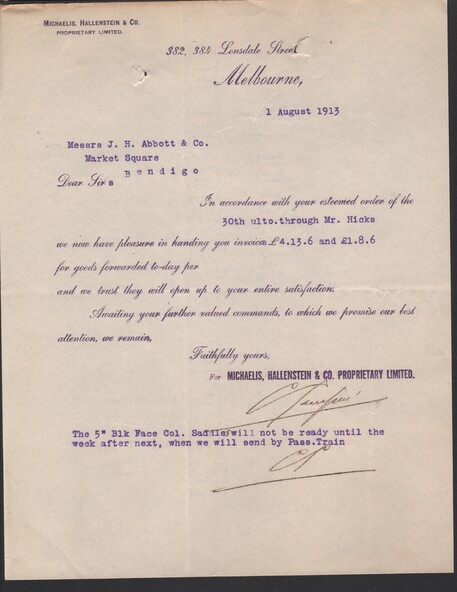 MICHAELIS, HALLENSTEIN & CO.
PROPRIETARY LIMITED.
382, 384 Lonsdale Street
Melbourne,
1 August 1913
Messrs J. H. Abbott & Co.
Market Square
Bendigo
Dear Sirs
In accordance with your esteemed order of the
30th ulto.through Mr. Hicks
we now have pleasure in handing you invoices £4.13.6 and £1.8.6
for goods forwarded to-day per
and we trust they will open up to your entire satisfaction.
Awaiting your further valued commands, to which we promise our best
attention, we remain,
Faithfully yours,
For MICHAELIS, HALLENSTEIN & CO. PROPRIETARY LIMITED.
The 5" Blk Face Col. Saddle will not be ready until the
week after next, when we will send by Pass.Train